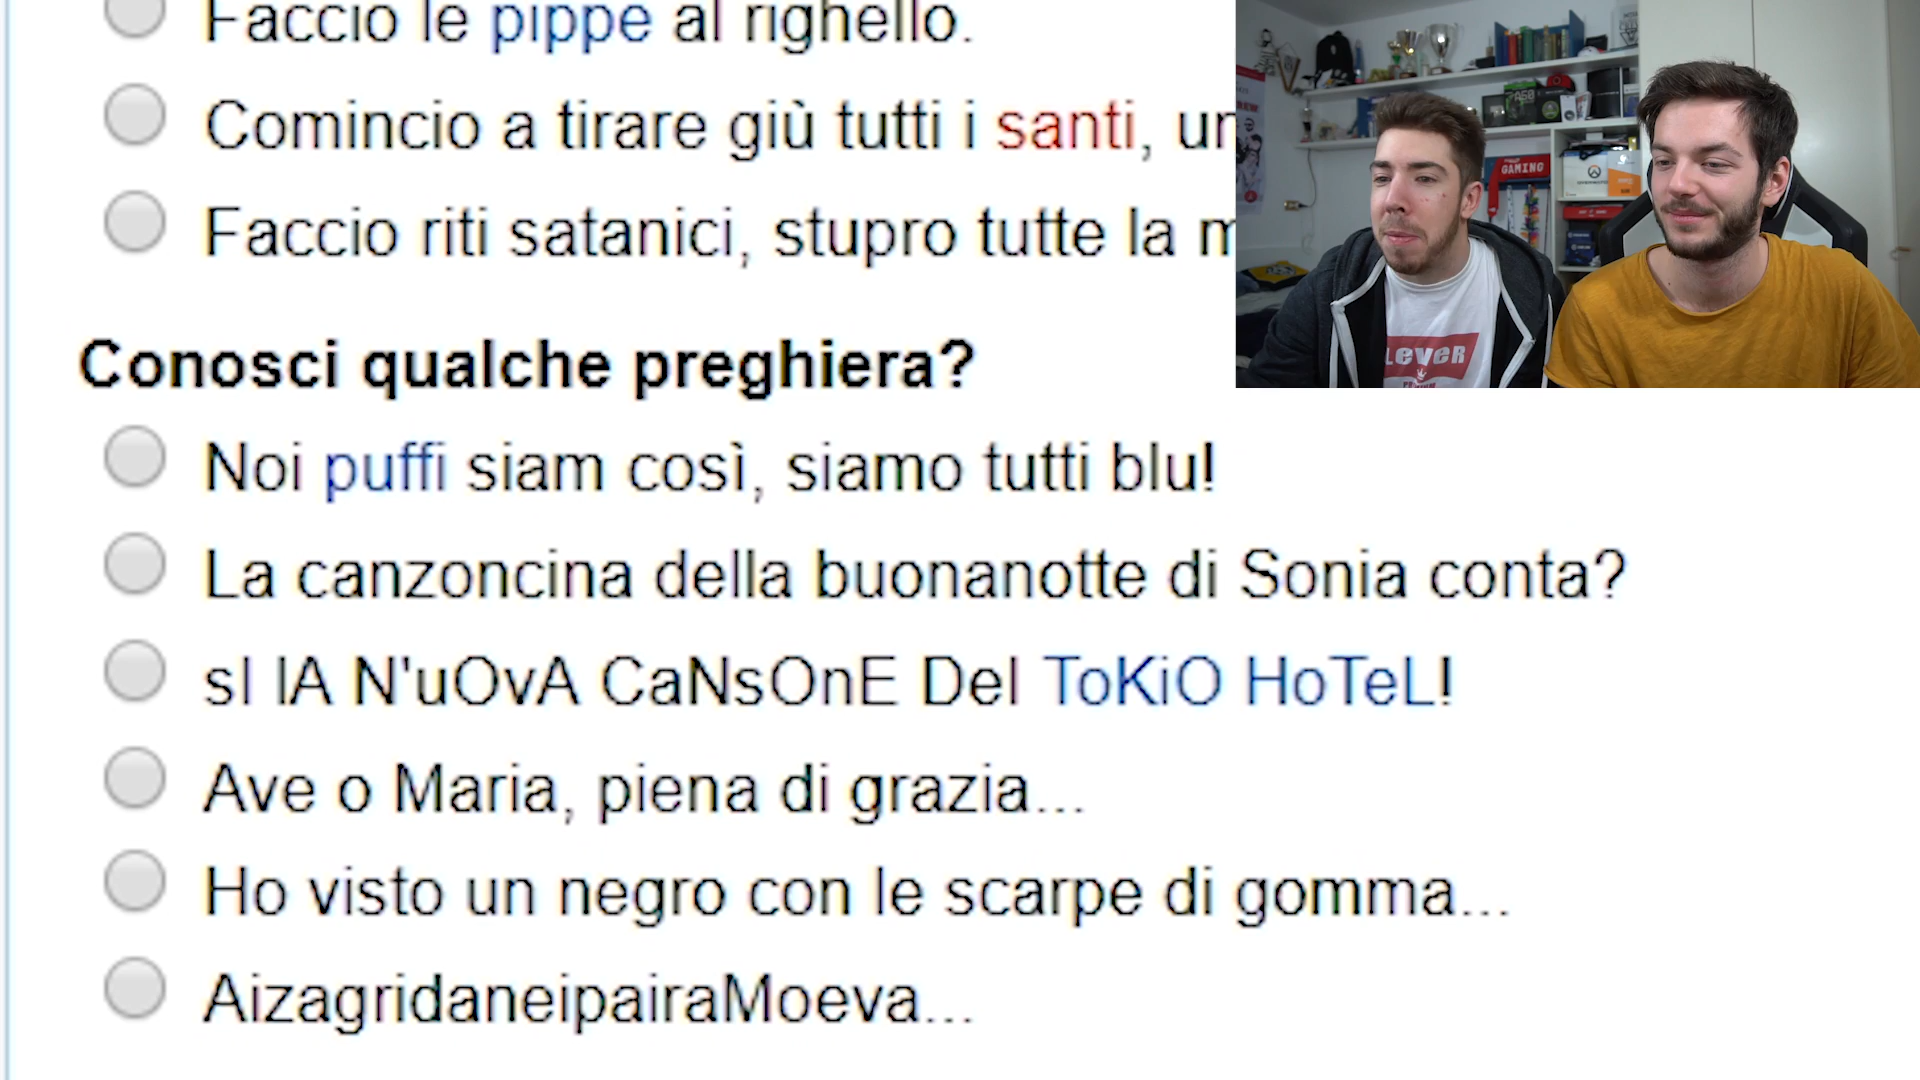 Faccio le pippe al righello.
Comincio a tirare giù tutti i santi,
Faccio riti satanici, stupro tutte la
Conosci qualche preghiera?
Noi puffi siam così, siamo tutti blu!
La canzoncina della buonanotte di Sonia conta?
sI lA N'uOvA CaNsOnE Del ToKiO HoTeL!
Ave o Maria, piena di grazia...
Ho visto un negro con le scarpe di gomma...
AizagridaneipairaMoeva...
GAMING
LEVER